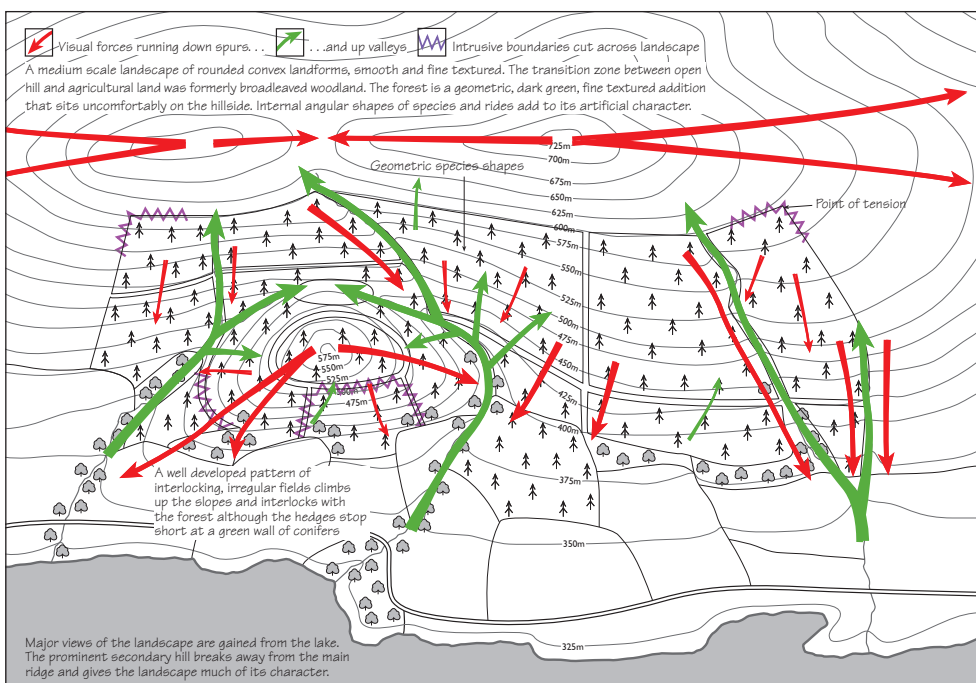 Visual forces running down spurs. . . . . .and up valleys Intrusive boundaries cut across landscape
A medium scale landscape of rounded convex landforms, smooth and fine textured. The transition zone between open
hill and agricultural land was formerly broadleaved woodland. The forest is a geometric, dark green, fine textured addition
that sits uncomfortably on the hillside. Internal angular shapes of species and rides add to its artificial character.
725m
700m
Geometric species shapes
675m
650m
Point of tension
625m
600m
575m
550m
525m
500m
475m
450m
425m
400m
575m
550m
525m
500m
475m
A well developed pattern of
interlocking, irregular fields climbs
up the slopes and interlocks with
the forest although the hedges stop
short at a green wall of conifers
375m
350m
325m
Major views of the landscape are gained from the lake.
The prominent secondary hill breaks away from the main
ridge and gives the landscape much of its character.